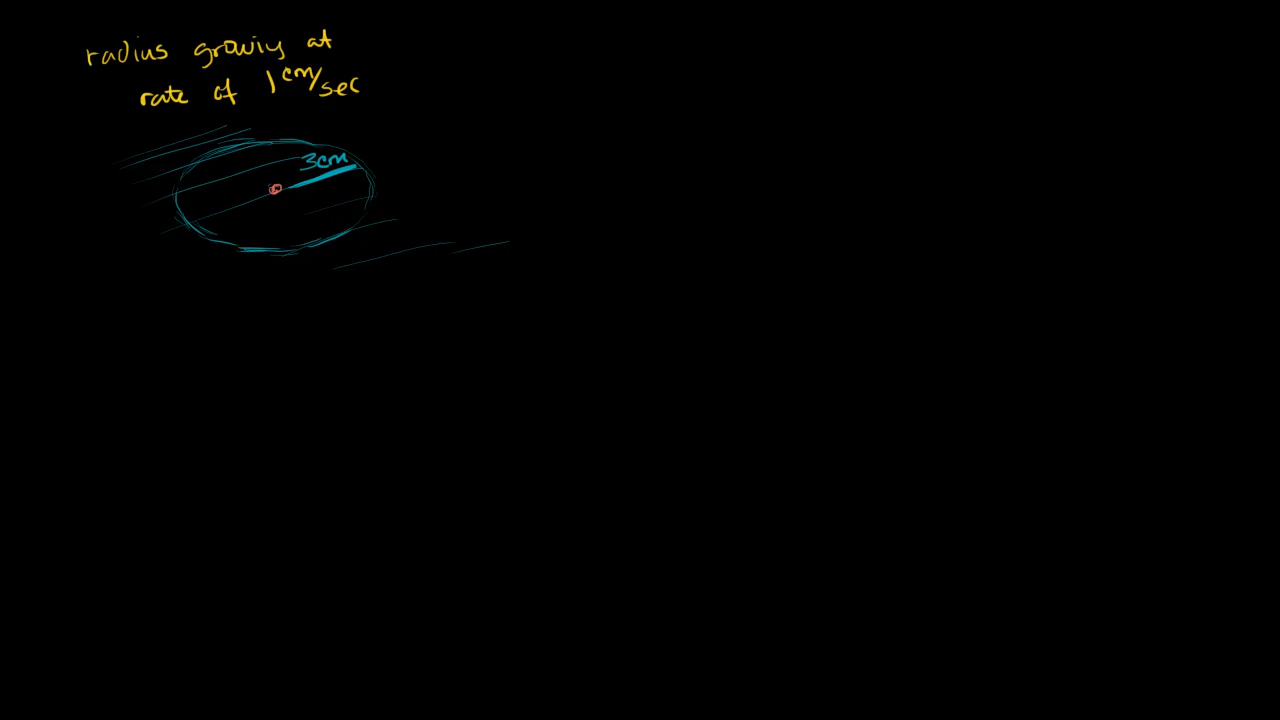 radius growing at
rate of 1 cm/sec
3cm